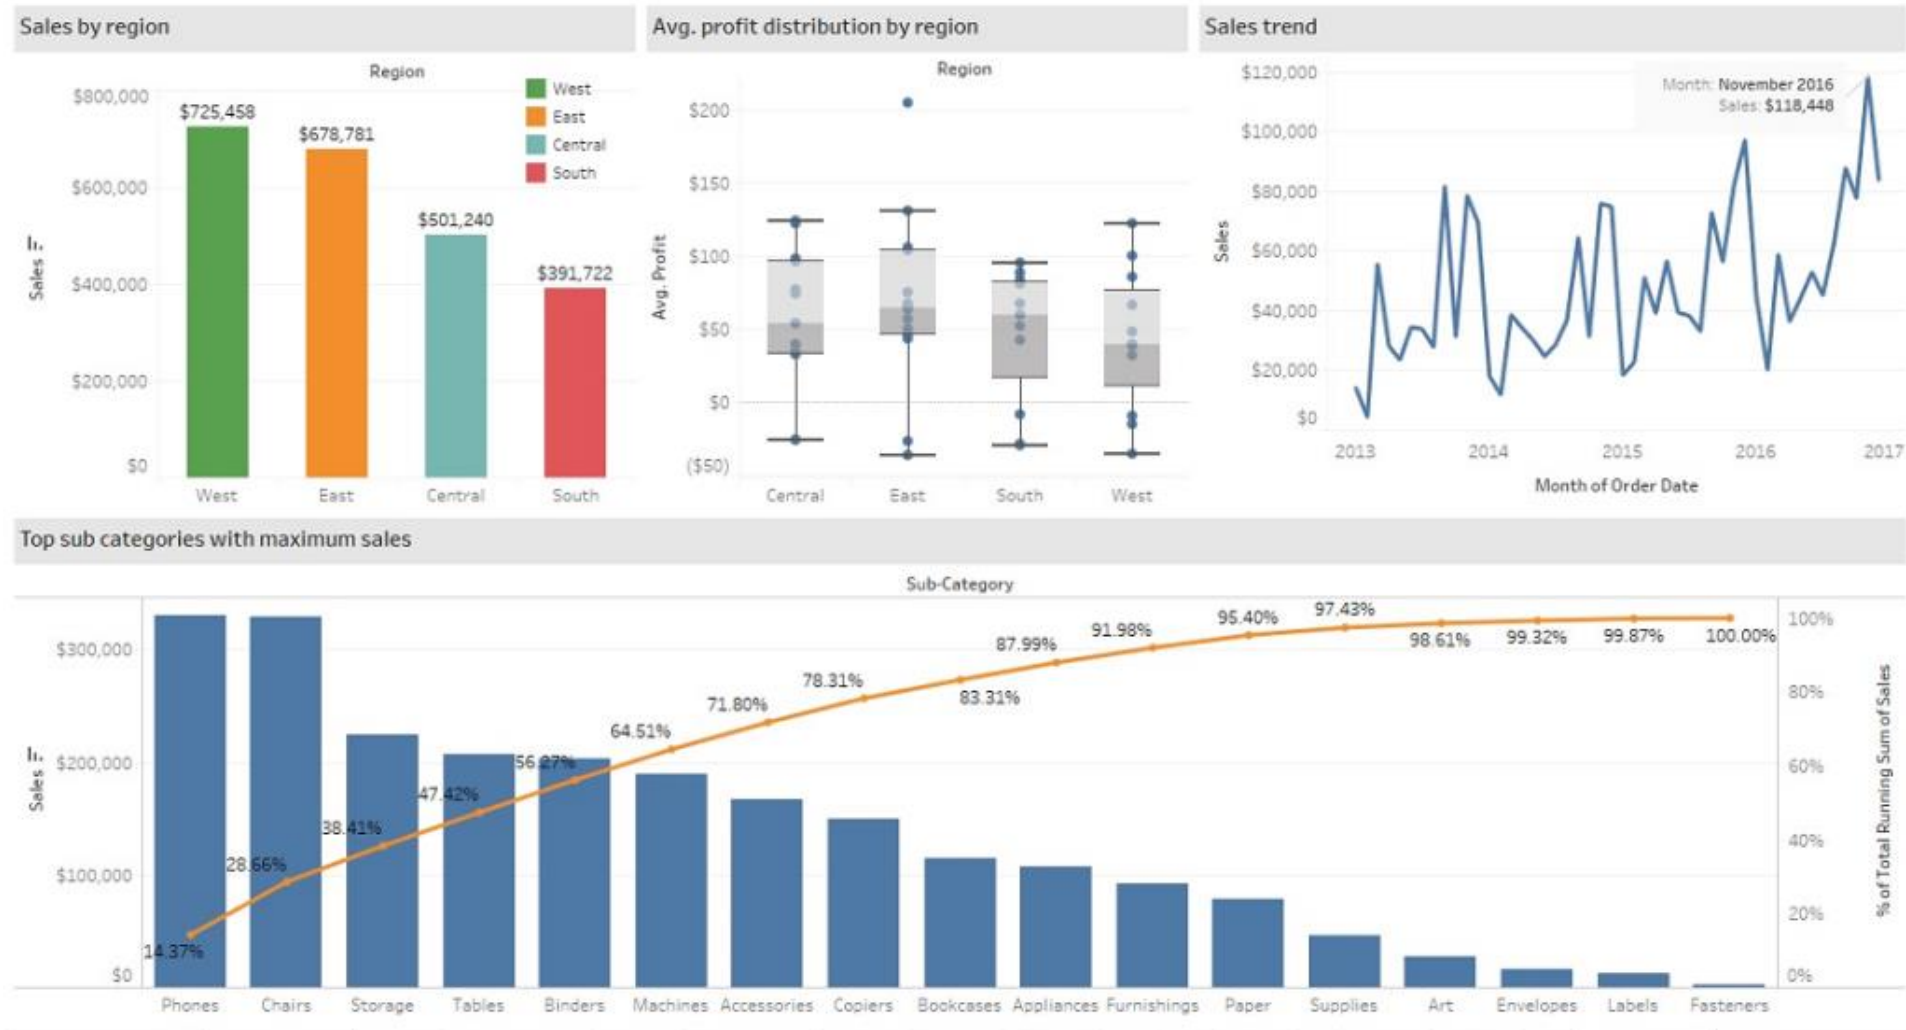 Sales by region
Region
West
East
Central
South
Sales
$800,000
$600,000
$400,000
$200,000
$0
$725,458
$678,781
$501,240
$391,722
West East Central South
Avg. profit distribution by region
Region
Avg. Profit
$200
$150
$100
$50
$0
($50)
Central East South West
Sales trend
Month: November 2016
Sales: $118,448
Sales
$120,000
$100,000
$80,000
$60,000
$40,000
$20,000
$0
2013 2014 2015 2016 2017
Month of Order Date
Top sub categories with maximum sales
Sub-Category
Sales
$300,000
$200,000
$100,000
$0
14.37%
28.66%
38.41%
47.42%
56.27%
64.51%
71.80%
78.31%
83.31%
87.99%
91.98%
95.40%
97.43%
98.61%
99.32%
99.87%
100.00%
100%
80%
60%
40%
20%
0%
% of Total Running Sum of Sales
Phones Chairs Storage Tables Binders Machines Accessories Copiers Bookcases Appliances Furnishings Paper Supplies Art Envelopes Labels Fasteners